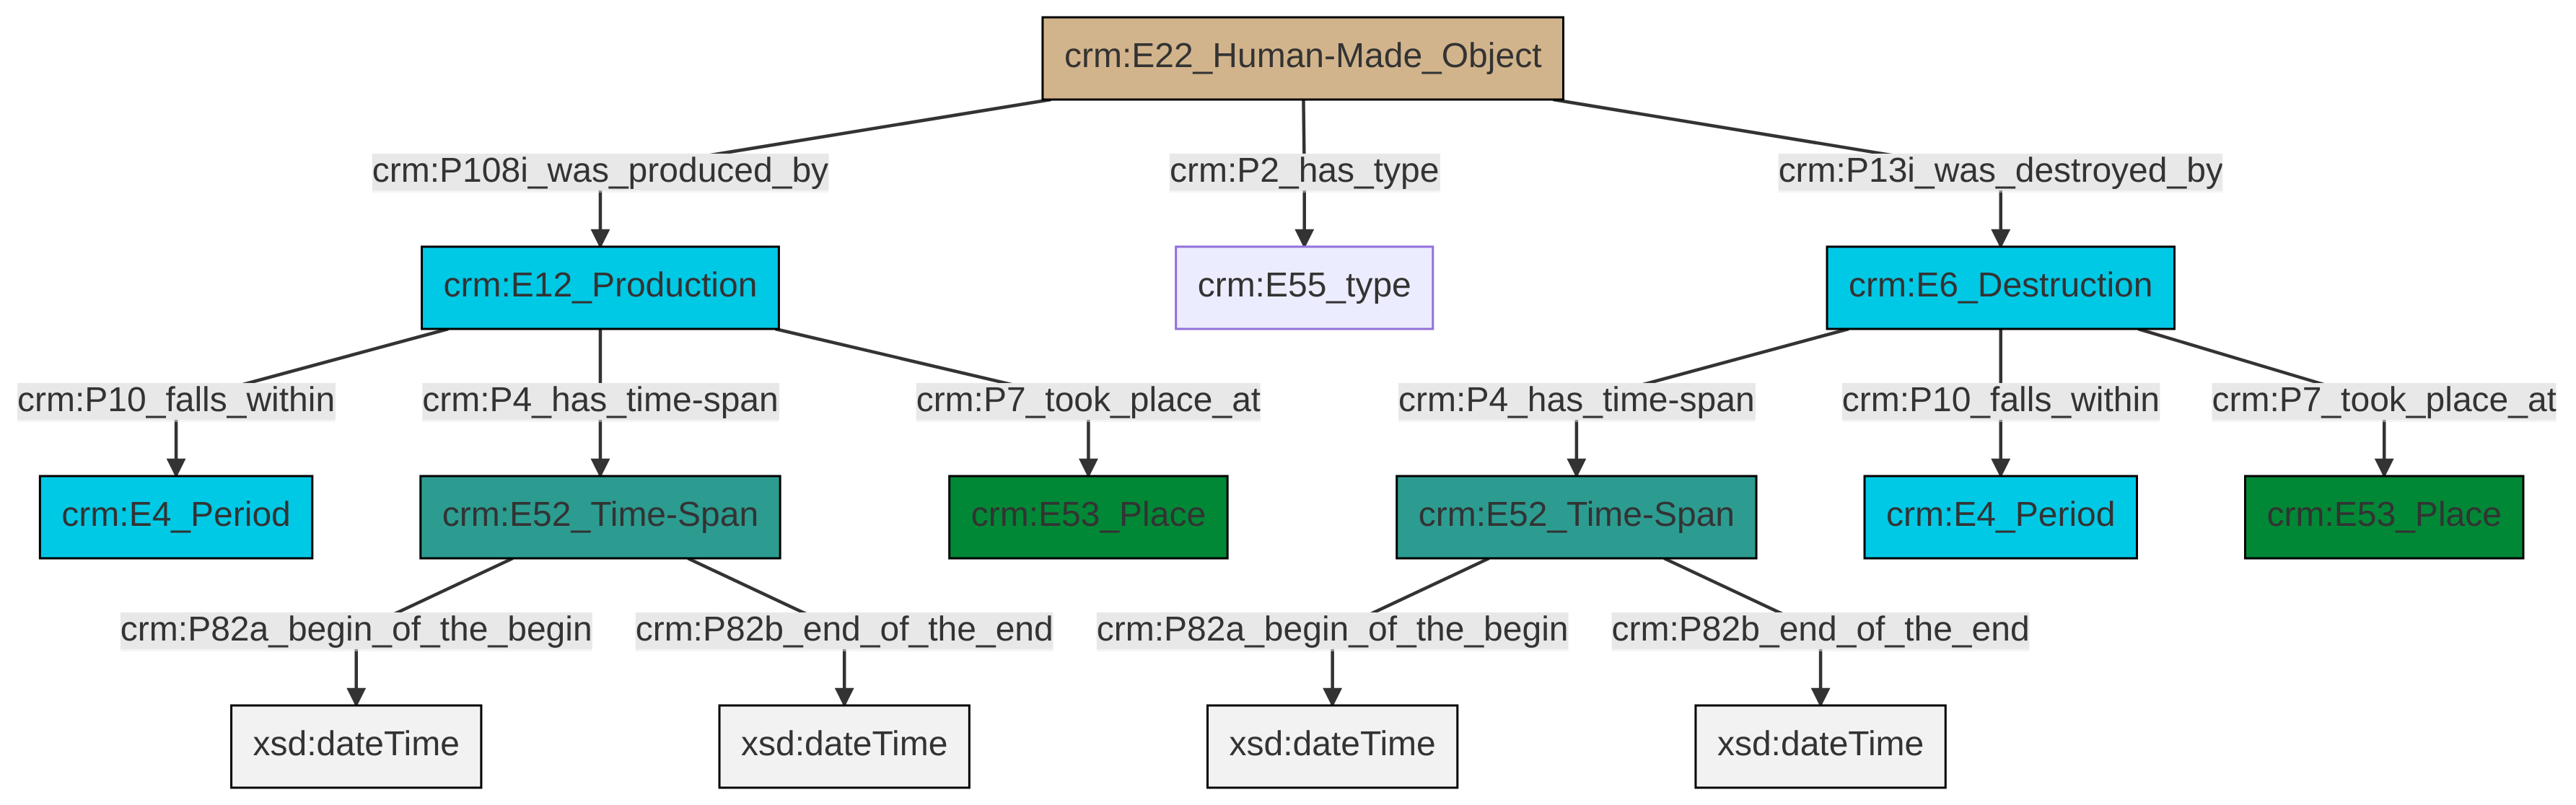 crm:E22_Human-Made_Object
crm:P108i_was_produced_by
crm:P2_has_type
crm:P13i_was_destroyed_by
crm:E12_Production
crm:E55_type
crm:E6_Destruction
crm:P10_falls_within
crm:P4_has_time-span
crm:P7_took_place_at
crm:P4_has_time-span
crm:P10_falls_within
crm:P7_took_place_at
crm:E4_Period
crm:E52_Time-Span
crm:E53_Place
crm:E52_Time-Span
crm:E4_Period
crm:E53_Place
crm:P82a_begin_of_the_begin
crm:P82b_end_of_the_end
crm:P82a_begin_of_the_begin
crm:P82b_end_of_the_end
xsd:dateTime
xsd:dateTime
xsd:dateTime
xsd:dateTime